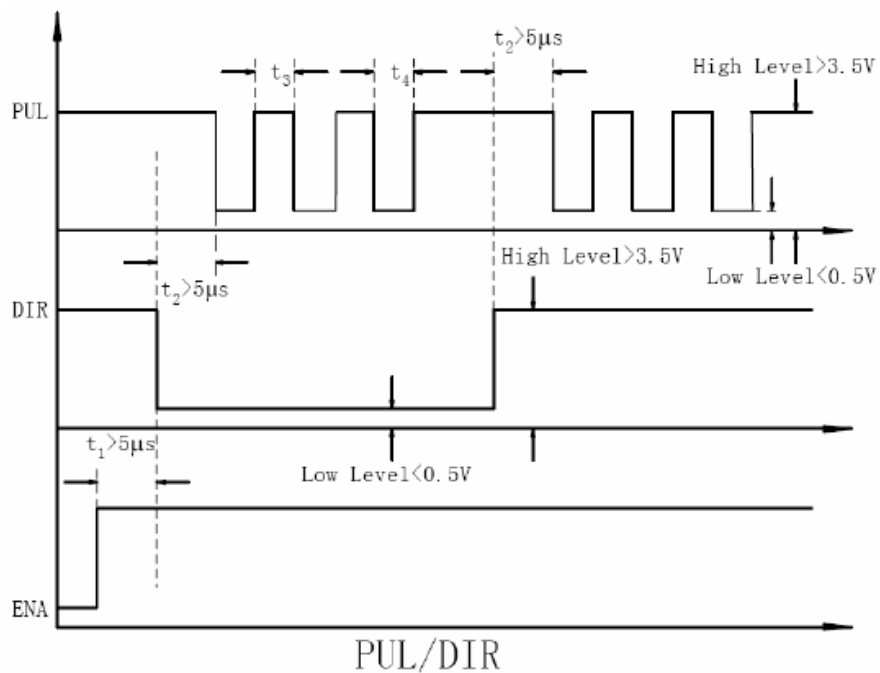 t2>5μs
High Level>3.5V
t3
t4
PUL
High Level>3.5V
Low Level<0.5V
t2>5μs
DIR
t1>5μs
Low Level<0.5V
ENA
PUL/DIR